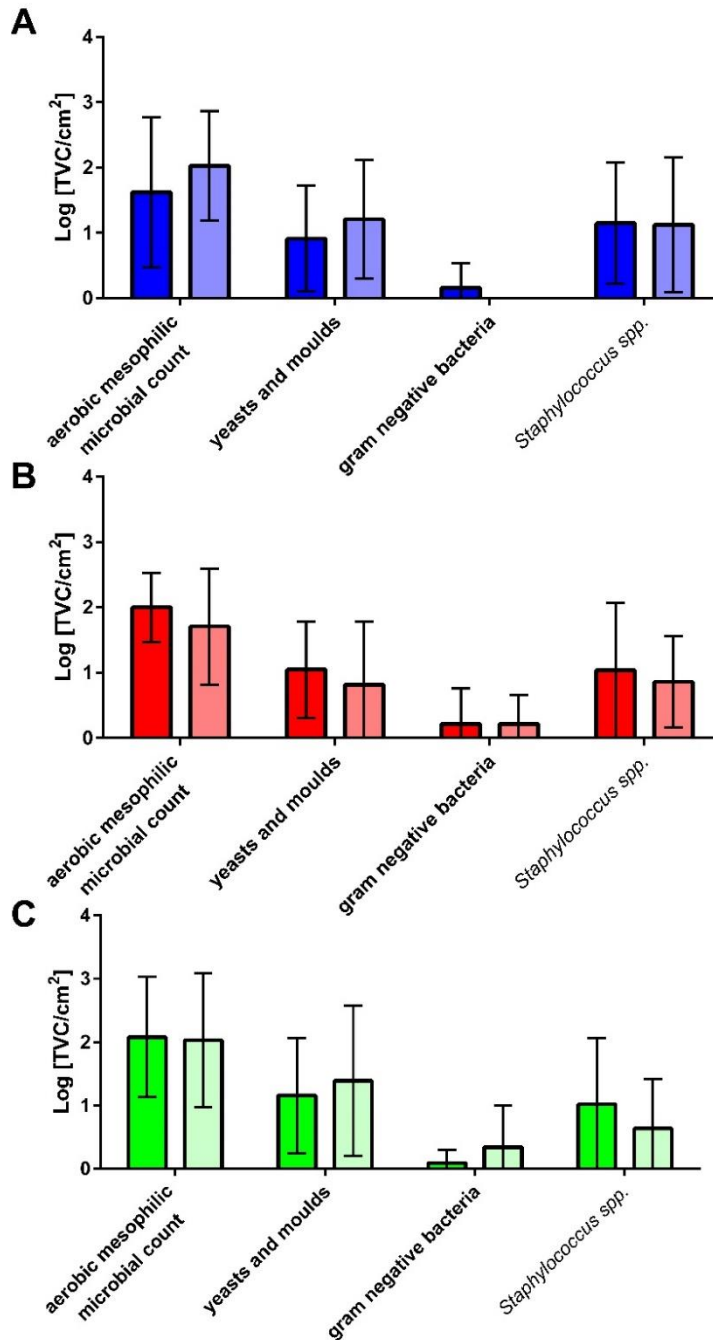 A
Log [TVC/cm²]
4
3
2
1
0
aerobic mesophilic
microbial count
yeasts and moulds
gram negative bacteria
Staphylococcus spp.
B
Log [TVC/cm²]
4
3
2
1
0
aerobic mesophilic
microbial count
yeasts and moulds
gram negative bacteria
Staphylococcus spp.
C
Log [TVC/cm²]
4
3
2
1
0
aerobic mesophilic
microbial count
yeasts and moulds
gram negative bacteria
Staphylococcus spp.